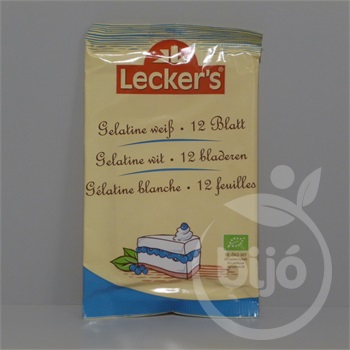 Lecker's®
Gelatine weiß • 12 Blatt
Gelatine wit • 12 bladeren
Gélatine blanche • 12 feuilles
bijó